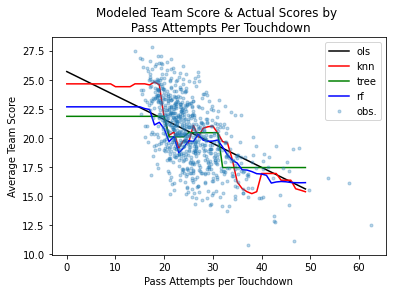 Modeled Team Score & Actual Scores by
Pass Attempts Per Touchdown
27.5
25.0
22.5
20.0
17.5
15.0
12.5
10.0
Average Team Score
ols
knn
tree
rf
obs.
0 10 20 30 40 50 60
Pass Attempts per Touchdown